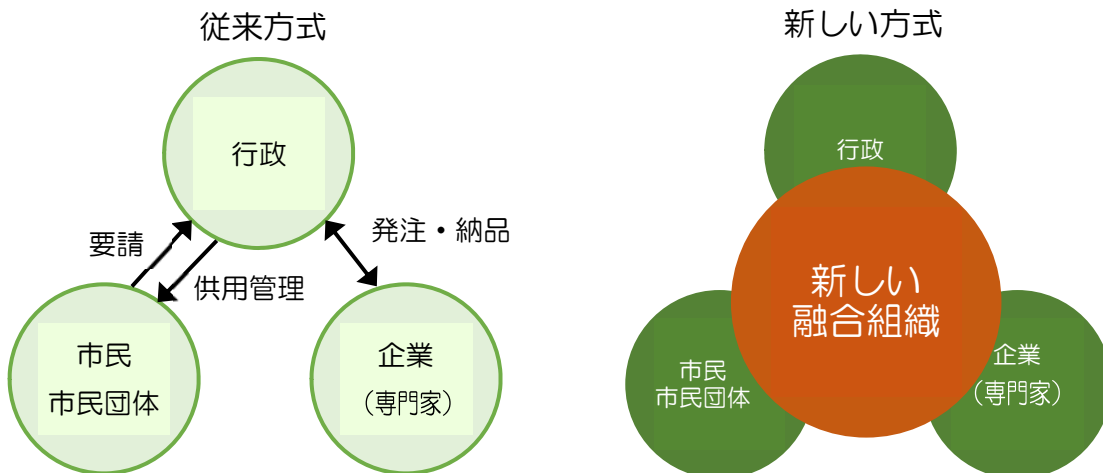 従来方式
行政
要請
供用管理
発注・納品
市民
市民団体
企業
（専門家）
新しい方式
行政
新しい
融合組織
市民
市民団体
企業
（専門家）